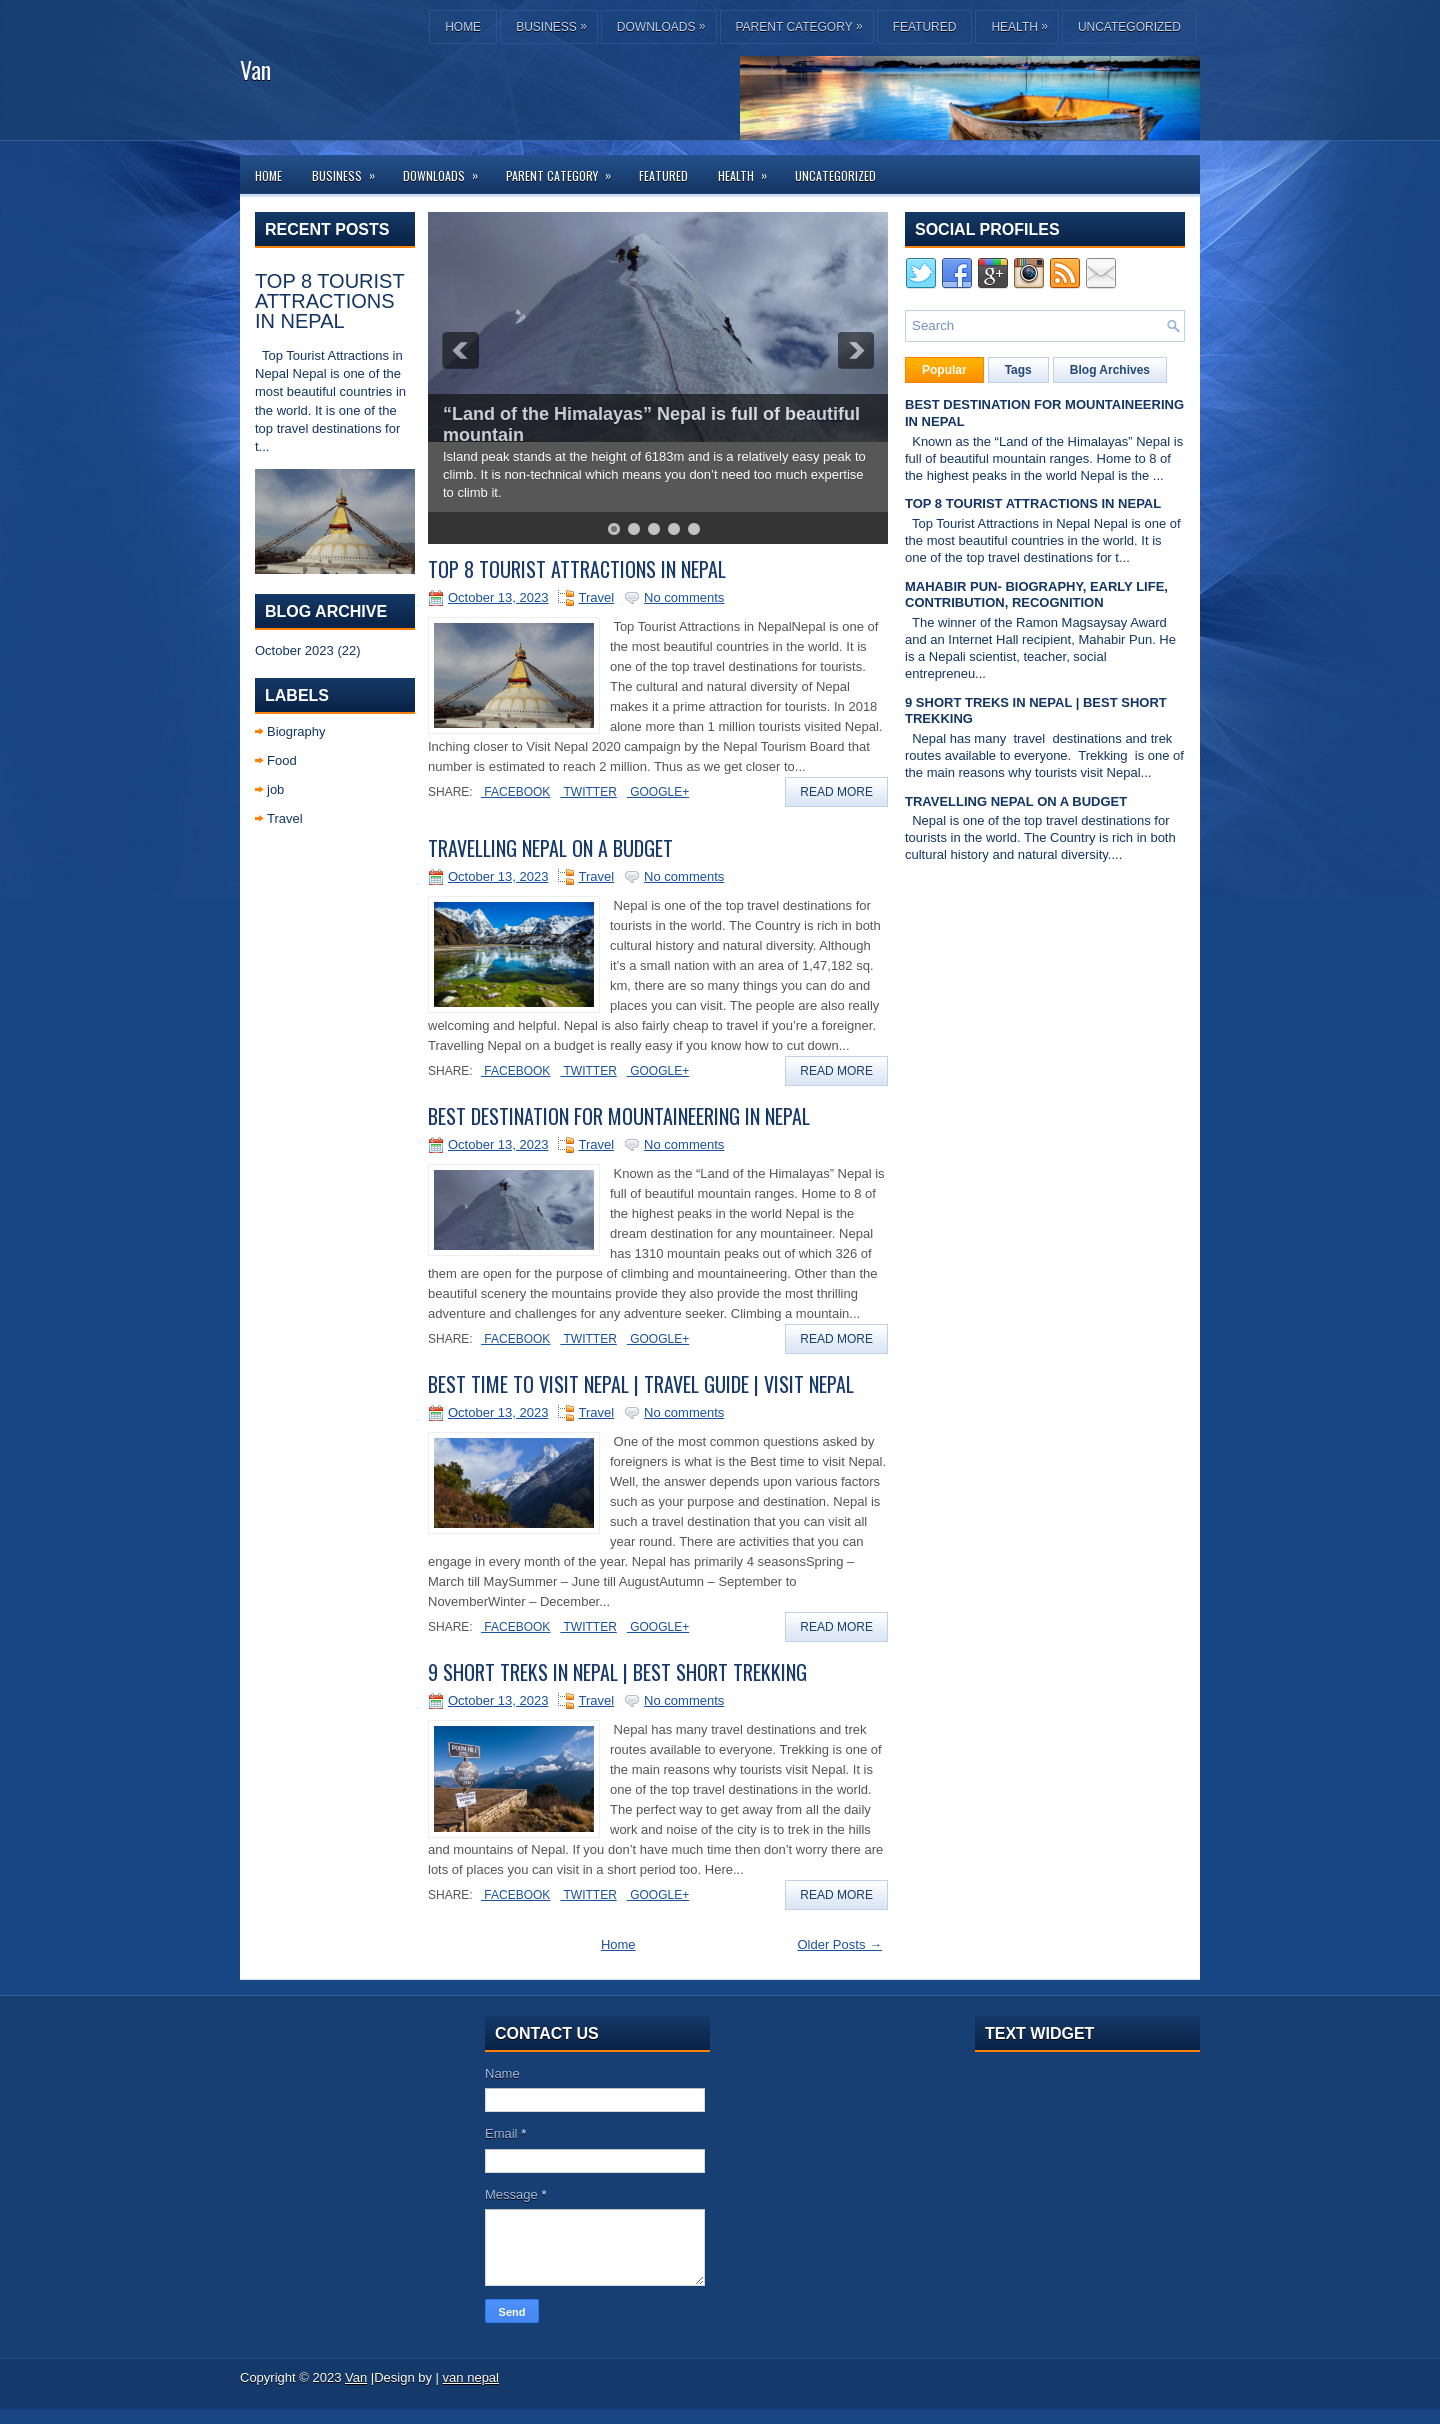 HOME
BUSINESS »
DOWNLOADS »
PARENT CATEGORY »
FEATURED
HEALTH »
UNCATEGORIZED
Van
HOME
BUSINESS »
DOWNLOADS »
PARENT CATEGORY »
FEATURED
HEALTH »
UNCATEGORIZED
RECENT POSTS
TOP 8 TOURIST
ATTRACTIONS
IN NEPAL
Top Tourist Attractions in
Nepal Nepal is one of the
most beautiful countries in
the world. It is one of the
top travel destinations for
t...
BLOG ARCHIVE
October 2023 (22)
LABELS
Biography
Food
job
Travel
“Land of the Himalayas” Nepal is full of beautiful
mountain
Island peak stands at the height of 6183m and is a relatively easy peak to
climb. It is non-technical which means you don’t need too much expertise
to climb it.
TOP 8 TOURIST ATTRACTIONS IN NEPAL
October 13, 2023 Travel No comments
Top Tourist Attractions in NepalNepal is one of
the most beautiful countries in the world. It is
one of the top travel destinations for tourists.
The cultural and natural diversity of Nepal
makes it a prime attraction for tourists. In 2018
alone more than 1 million tourists visited Nepal.
Inching closer to Visit Nepal 2020 campaign by the Nepal Tourism Board that
number is estimated to reach 2 million. Thus as we get closer to...
SHARE: FACEBOOK TWITTER GOOGLE+ READ MORE
TRAVELLING NEPAL ON A BUDGET
October 13, 2023 Travel No comments
Nepal is one of the top travel destinations for
tourists in the world. The Country is rich in both
cultural history and natural diversity. Although
it’s a small nation with an area of 1,47,182 sq.
km, there are so many things you can do and
places you can visit. The people are also really
welcoming and helpful. Nepal is also fairly cheap to travel if you’re a foreigner.
Travelling Nepal on a budget is really easy if you know how to cut down...
SHARE: FACEBOOK TWITTER GOOGLE+ READ MORE
BEST DESTINATION FOR MOUNTAINEERING IN NEPAL
October 13, 2023 Travel No comments
Known as the “Land of the Himalayas” Nepal is
full of beautiful mountain ranges. Home to 8 of
the highest peaks in the world Nepal is the
dream destination for any mountaineer. Nepal
has 1310 mountain peaks out of which 326 of
them are open for the purpose of climbing and mountaineering. Other than the
beautiful scenery the mountains provide they also provide the most thrilling
adventure and challenges for any adventure seeker. Climbing a mountain...
SHARE: FACEBOOK TWITTER GOOGLE+ READ MORE
BEST TIME TO VISIT NEPAL | TRAVEL GUIDE | VISIT NEPAL
October 13, 2023 Travel No comments
One of the most common questions asked by
foreigners is what is the Best time to visit Nepal.
Well, the answer depends upon various factors
such as your purpose and destination. Nepal is
such a travel destination that you can visit all
year round. There are activities that you can
engage in every month of the year. Nepal has primarily 4 seasonsSpring –
March till MaySummer – June till AugustAutumn – September to
NovemberWinter – December...
SHARE: FACEBOOK TWITTER GOOGLE+ READ MORE
9 SHORT TREKS IN NEPAL | BEST SHORT TREKKING
October 13, 2023 Travel No comments
POON HILL
Nepal has many travel destinations and trek
routes available to everyone. Trekking is one of
the main reasons why tourists visit Nepal. It is
one of the top travel destinations in the world.
The perfect way to get away from all the daily
work and noise of the city is to trek in the hills
and mountains of Nepal. If you don’t have much time then don’t worry there are
lots of places you can visit in a short period too. Here...
SHARE: FACEBOOK TWITTER GOOGLE+ READ MORE
Home
Older Posts →
SOCIAL PROFILES
Search
Popular
Tags
Blog Archives
BEST DESTINATION FOR MOUNTAINEERING
IN NEPAL
Known as the “Land of the Himalayas” Nepal is
full of beautiful mountain ranges. Home to 8 of
the highest peaks in the world Nepal is the ...
TOP 8 TOURIST ATTRACTIONS IN NEPAL
Top Tourist Attractions in Nepal Nepal is one of
the most beautiful countries in the world. It is
one of the top travel destinations for t...
MAHABIR PUN- BIOGRAPHY, EARLY LIFE,
CONTRIBUTION, RECOGNITION
The winner of the Ramon Magsaysay Award
and an Internet Hall recipient, Mahabir Pun. He
is a Nepali scientist, teacher, social
entrepreneu...
9 SHORT TREKS IN NEPAL | BEST SHORT
TREKKING
Nepal has many travel destinations and trek
routes available to everyone. Trekking is one of
the main reasons why tourists visit Nepal...
TRAVELLING NEPAL ON A BUDGET
Nepal is one of the top travel destinations for
tourists in the world. The Country is rich in both
cultural history and natural diversity....
CONTACT US
Name
Email *
Message *
Send
TEXT WIDGET
Copyright © 2023 Van |Design by | van nepal